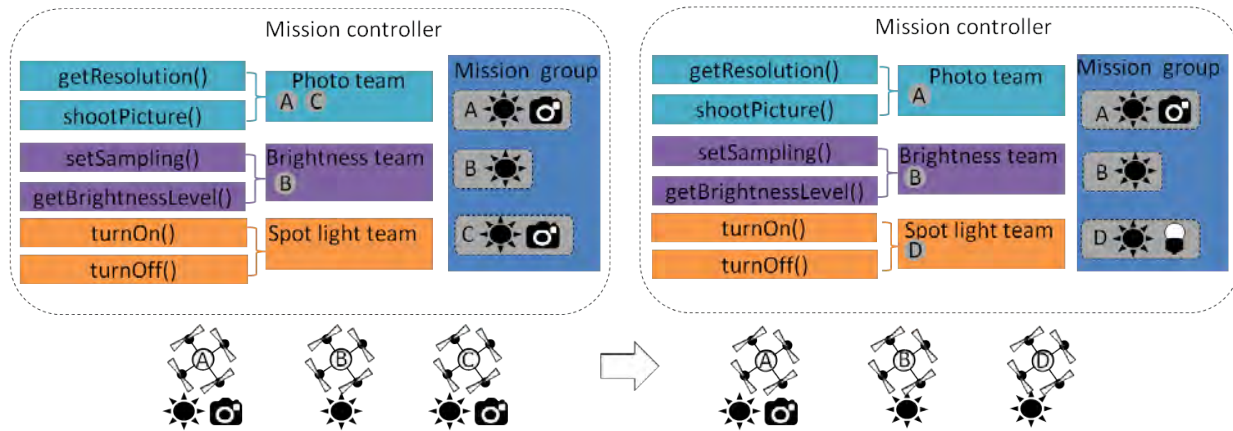 Mission controller
getResolution()
shootPicture()
Photo team
A C
setSampling()
getBrightnessLevel()
Brightness team
B
turnOn()
turnOff()
Spot light team
Mission group
A
B
C
A
B
C
Mission controller
getResolution()
shootPicture()
Photo team
A
setSampling()
getBrightnessLevel()
Brightness team
B
turnOn()
turnOff()
Spot light team
D
Mission group
A
B
D
A
B
D